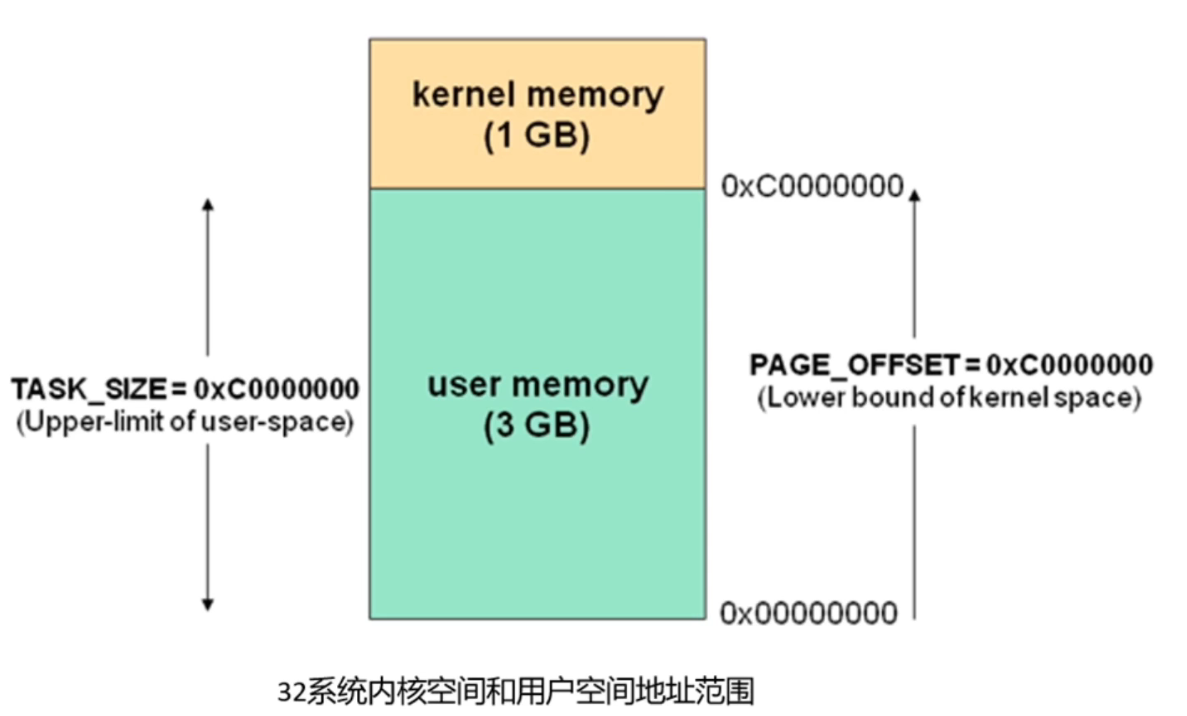 kernel memory
(1 GB)
0xC0000000
TASK_SIZE = 0xC0000000
(Upper-limit of user-space)
user memory
(3 GB)
PAGE_OFFSET = 0xC0000000
(Lower bound of kernel space)
0x00000000
32系统内核空间和用户空间地址范围